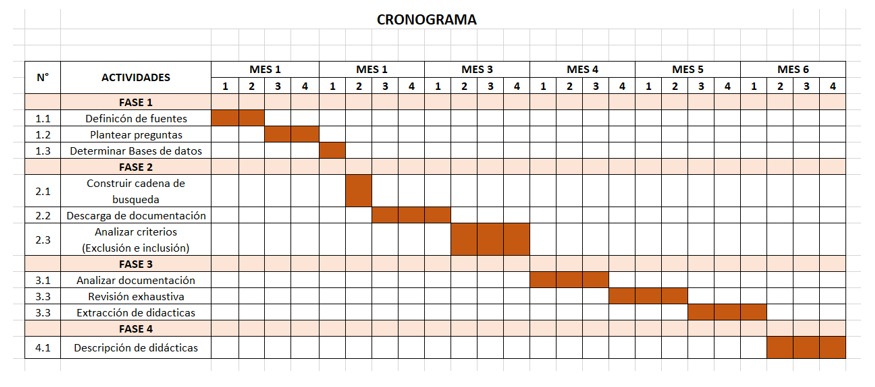 CRONOGRAMA
N° ACTIVIDADES MES 1 MES 1 MES 3 MES 4 MES 5 MES 6
1 2 3 4 1 2 3 4 1 2 3 4 1 2 3 4 1 2 3 4 1 2 3 4
FASE 1
1.1 Definicón de fuentes
1.2 Plantear preguntas
1.3 Determinar Bases de datos
FASE 2
2.1 Construir cadena de
busqueda
2.2 Descarga de documentación
2.3 Analizar criterios
(Exclusión e inclusión)
FASE 3
3.1 Analizar documentación
3.3 Revisión exhaustiva
3.3 Extracción de didacticas
FASE 4
4.1 Descripción de didácticas